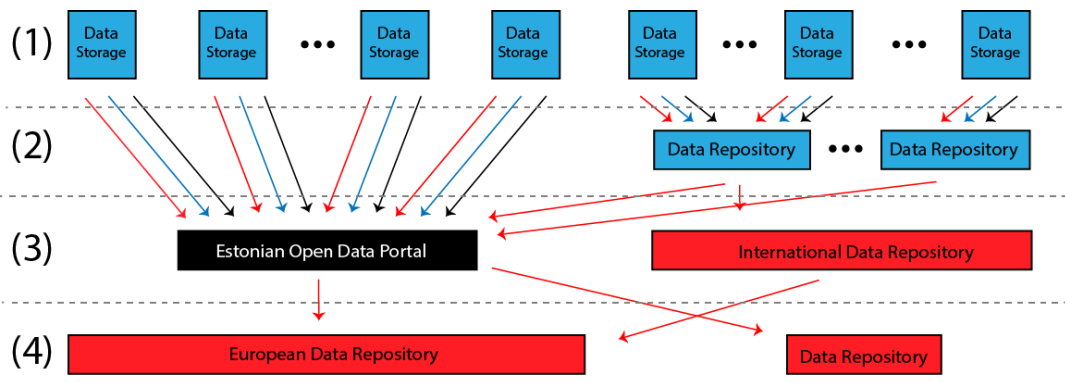 (1)
Data
Storage
Data
Storage
•••
Data
Storage
Data
Storage
Data
Storage
•••
Data
Storage
•••
Data
Storage
(2)
Data Repository
•••
Data Repository
(3)
Estonian Open Data Portal
International Data Repository
(4)
European Data Repository
Data Repository